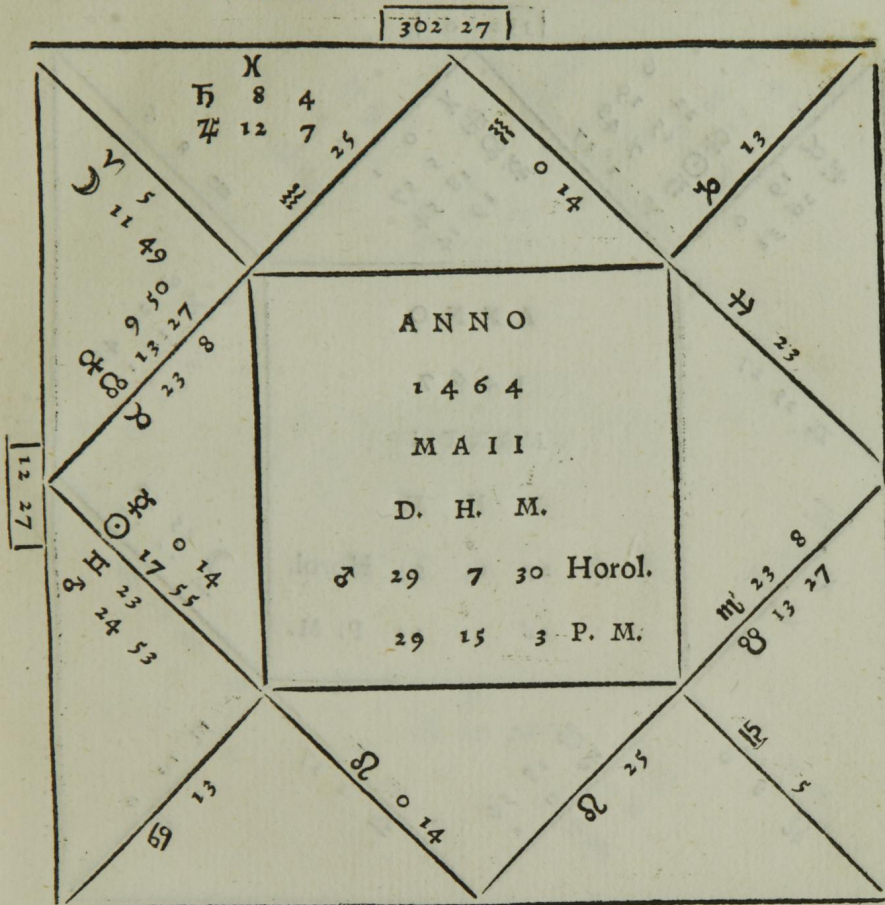 302 27
♓
♄ 8 4
♃ 12 7
♒ 25
♒ 0 14
♑ 13
♐ 23
♈ 5
☽ 11 49
♀ 9 50
☊ 13 27
♉ 23 8
12 27
ANNO
1464
MAII
D. H. M.
♂ 29 7 30 Horol.
29 15 3 P. M.
☿ 0 14
☉ 17 55
♊ 23
♂ 24 53
♏ 23 8
☋ 13 27
♎ 5
♌ 25
♌ 0 14
♋ 13